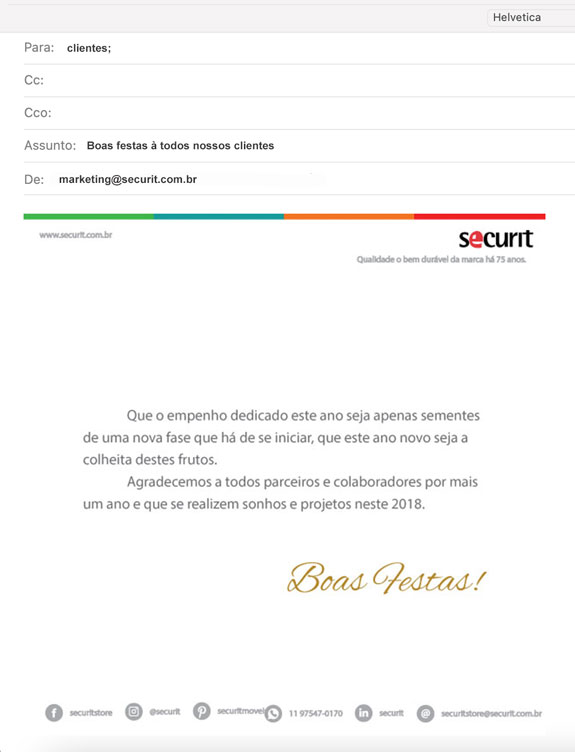 Helvetica
Para: clientes;
Cc:
Cco:
Assunto: Boas festas à todos nossos clientes
De: marketing@securit.com.br
www.securit.com.br
securit
Qualidade o bem durável da marca há 75 anos.
Que o empenho dedicado este ano seja apenas sementes
de uma nova fase que há de se iniciar, que este ano novo seja a
colheita destes frutos.
Agradecemos a todos parceiros e colaboradores por mais
um ano e que se realizem sonhos e projetos neste 2018.
Boas Festas!
securitstore @securit securitmovel 11 97547-0170 securit securitstore@securit.com.br